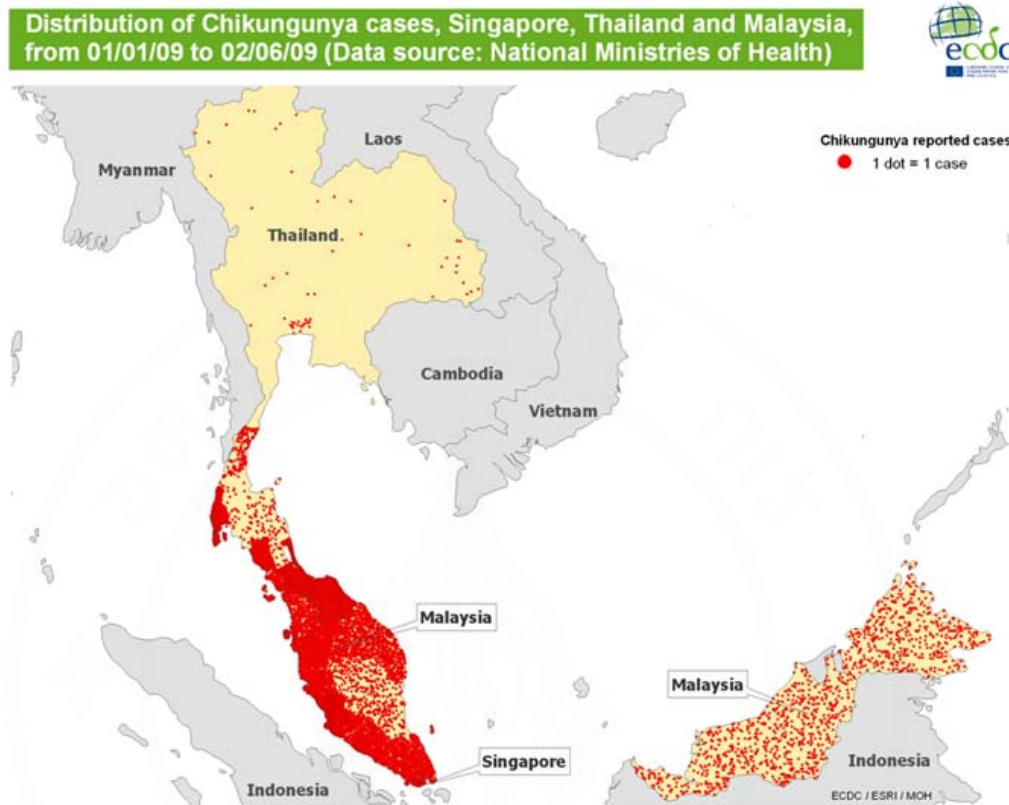 Distribution of Chikungunya cases, Singapore, Thailand and Malaysia,
from 01/01/09 to 02/06/09 (Data source: National Ministries of Health)
ecdc
Chikungunya reported cases
1 dot = 1 case
Laos
Myanmar
Thailand
Cambodia
Vietnam
Malaysia
Malaysia
Singapore
Indonesia
Indonesia
ECDC / ESRI / MOH